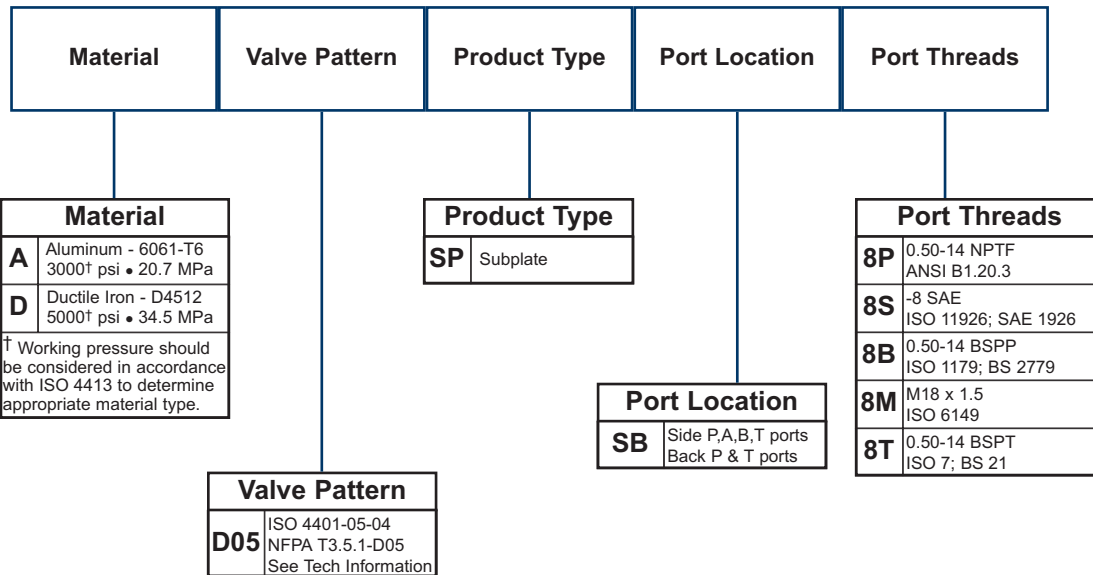 Material
Valve Pattern
Product Type
Port Location
Port Threads
Material
A
Aluminum - 6061-T6
3000† psi • 20.7 MPa
D
Ductile Iron - D4512
5000† psi • 34.5 MPa
† Working pressure should
be considered in accordance
with ISO 4413 to determine
appropriate material type.
Valve Pattern
D05
ISO 4401-05-04
NFPA T3.5.1-D05
See Tech Information
Product Type
SP
Subplate
Port Location
SB
Side P,A,B,T ports
Back P & T ports
Port Threads
8P
0.50-14 NPTF
ANSI B1.20.3
8S
-8 SAE
ISO 11926; SAE 1926
8B
0.50-14 BSPP
ISO 1179; BS 2779
8M
M18 x 1.5
ISO 6149
8T
0.50-14 BSPT
ISO 7; BS 21